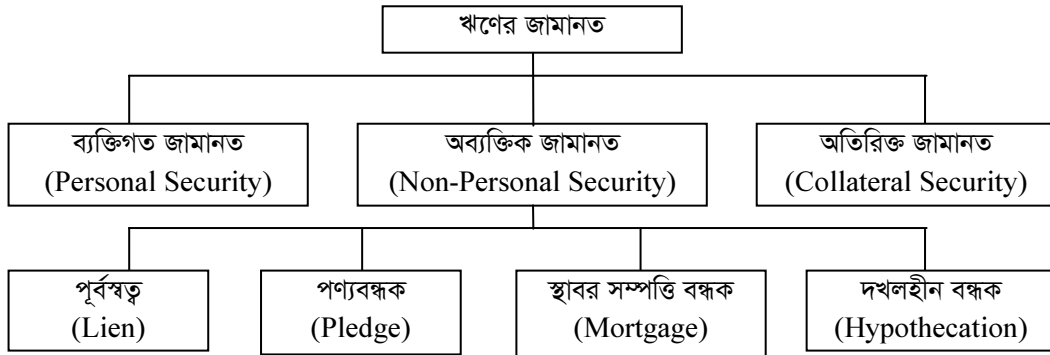 ঋণের জামানত
ব্যক্তিগত জামানত
(Personal Security)
অব্যক্তিক জামানত
(Non-Personal Security)
অতিরিক্ত জামানত
(Collateral Security)
পূর্বস্বত্ব
(Lien)
পণ্যবন্ধক
(Pledge)
স্থাবর সম্পত্তি বন্ধক
(Mortgage)
দখলহীন বন্ধক
(Hypothecation)